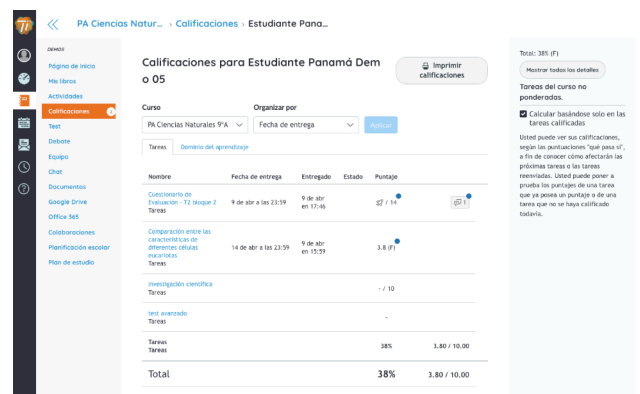 PA Ciencias Natur... › Calificaciones › Estudiante Pana...
DEMOS
Página de inicio
Mis libros
Actividades
Calificaciones
Test
Debate
Equipo
Chat
Documentos
Google Drive
Office 365
Colaboraciones
Planificación escolar
Plan de estudio
Calificaciones para Estudiante Panamá Dem
o 05
Imprimir
calificaciones
Curso
Organizar por
PA Ciencias Naturales 9°A
Fecha de entrega
Aplicar
Tareas
Dominio del aprendizaje
Nombre Fecha de entrega Entregado Estado Puntaje
Cuestionario de
Evaluación - T2 bloque 2
Tareas
9 de abr a las 23:59
9 de abr
en 17:46
/ 14
1
Comparación entre las
características de
diferentes células
eucariotas
Tareas
14 de abr a las 23:59
9 de abr
en 15:59
3.8 (F)
Investigación científica
Tareas
- / 10
test avanzado
Tareas
-
Tareas
Tareas
38%
3.80 / 10.00
Total
38%
3.80 / 10.00
Total: 38% (F)
Mostrar todos los detalles
Tareas del curso no
ponderadas.
Calcular basándose solo en las
tareas calificadas
Usted puede ver sus calificaciones,
según las puntuaciones "qué pasa si",
a fin de conocer cómo afectarán las
próximas tareas o las tareas
reenviadas. Usted puede poner a
prueba los puntajes de una tarea
que ya posea un puntaje o de una
tarea que no se haya calificado
todavía.